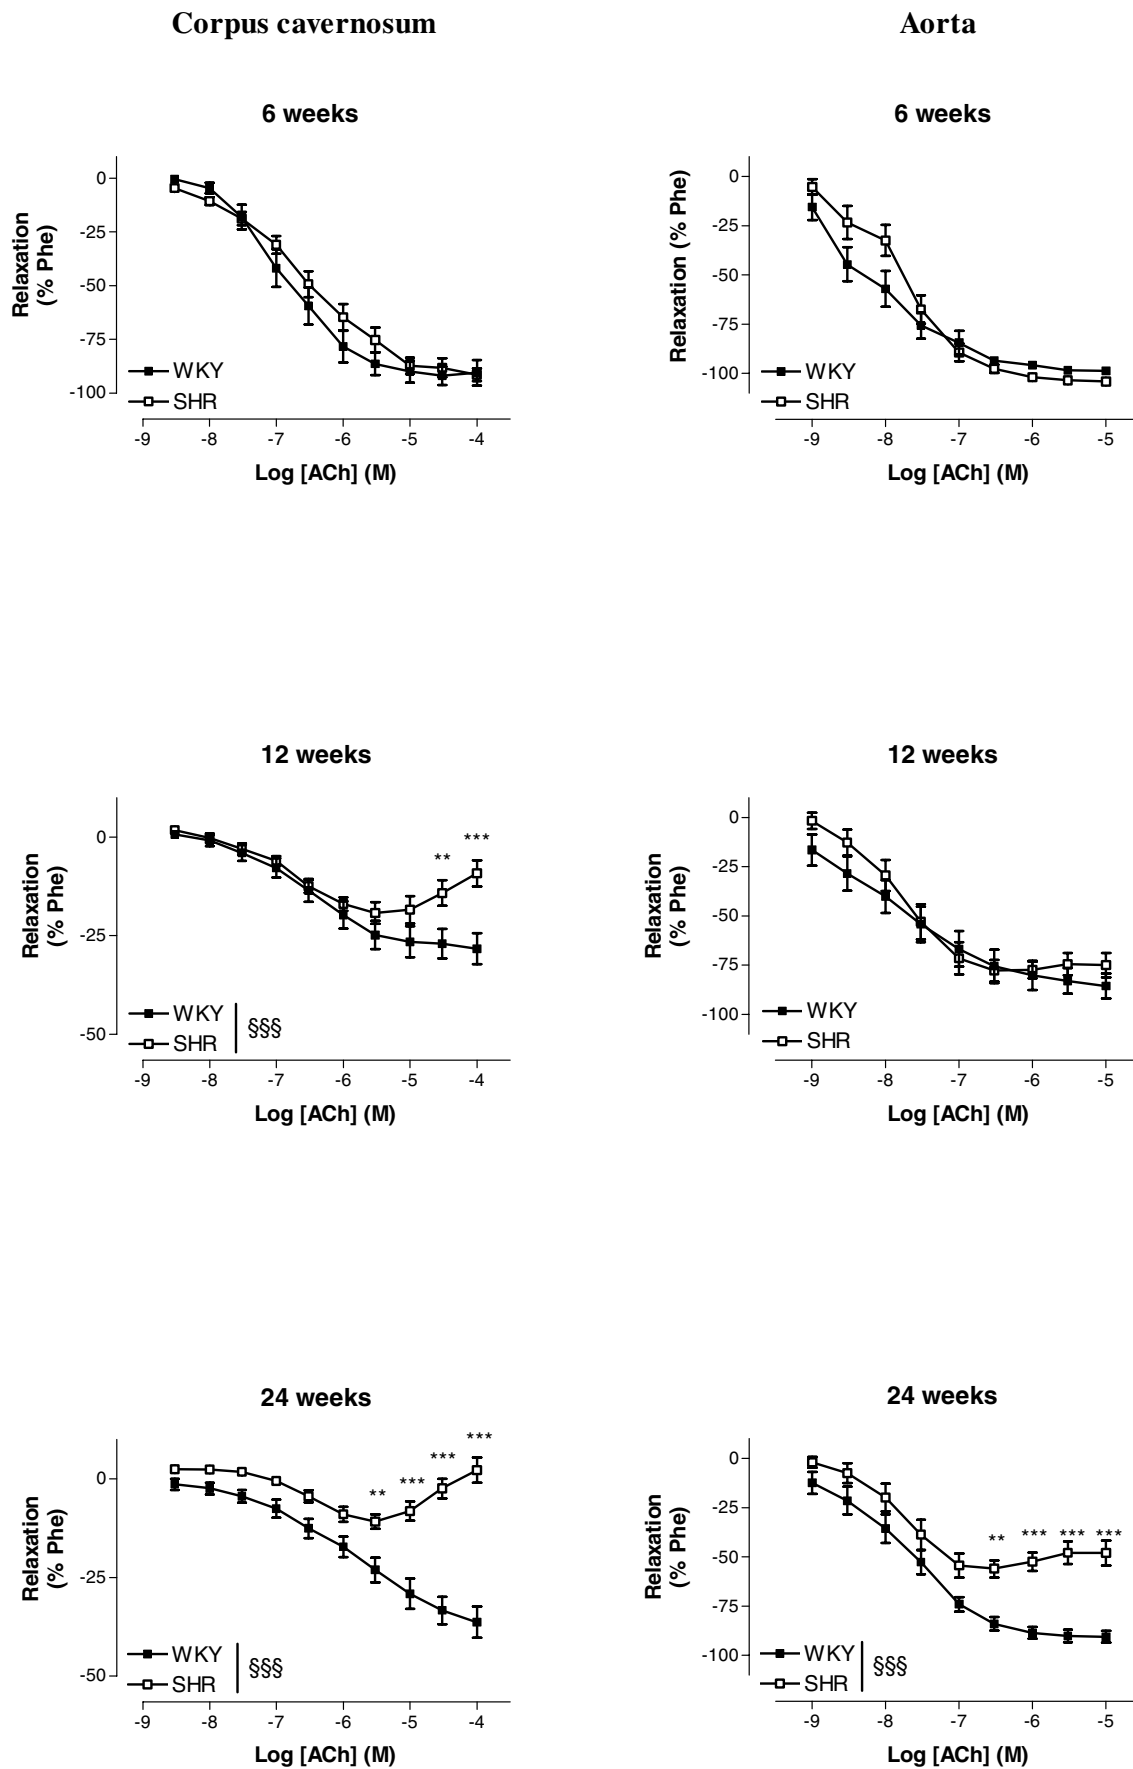 Corpus cavernosum
Aorta
6 weeks
0
-25
-50
-75
-100
Relaxation
(% Phe)
WKY
SHR
-9 -8 -7 -6 -5 -4
Log [ACh] (M)
6 weeks
0
-25
-50
-75
-100
Relaxation (% Phe)
WKY
SHR
-9 -8 -7 -6 -5
Log [ACh] (M)
12 weeks
0
-25
-50
Relaxation
(% Phe)
** ***
WKY
SHR
§§§
-9 -8 -7 -6 -5 -4
Log [ACh] (M)
12 weeks
0
-25
-50
-75
-100
Relaxation
(% Phe)
WKY
SHR
-9 -8 -7 -6 -5
Log [ACh] (M)
24 weeks
0
-25
-50
Relaxation
(% Phe)
** *** *** ***
WKY
SHR
§§§
-9 -8 -7 -6 -5 -4
Log [ACh] (M)
24 weeks
0
-25
-50
-75
-100
Relaxation
(% Phe)
** *** *** ***
WKY
SHR
§§§
-9 -8 -7 -6 -5
Log [ACh] (M)